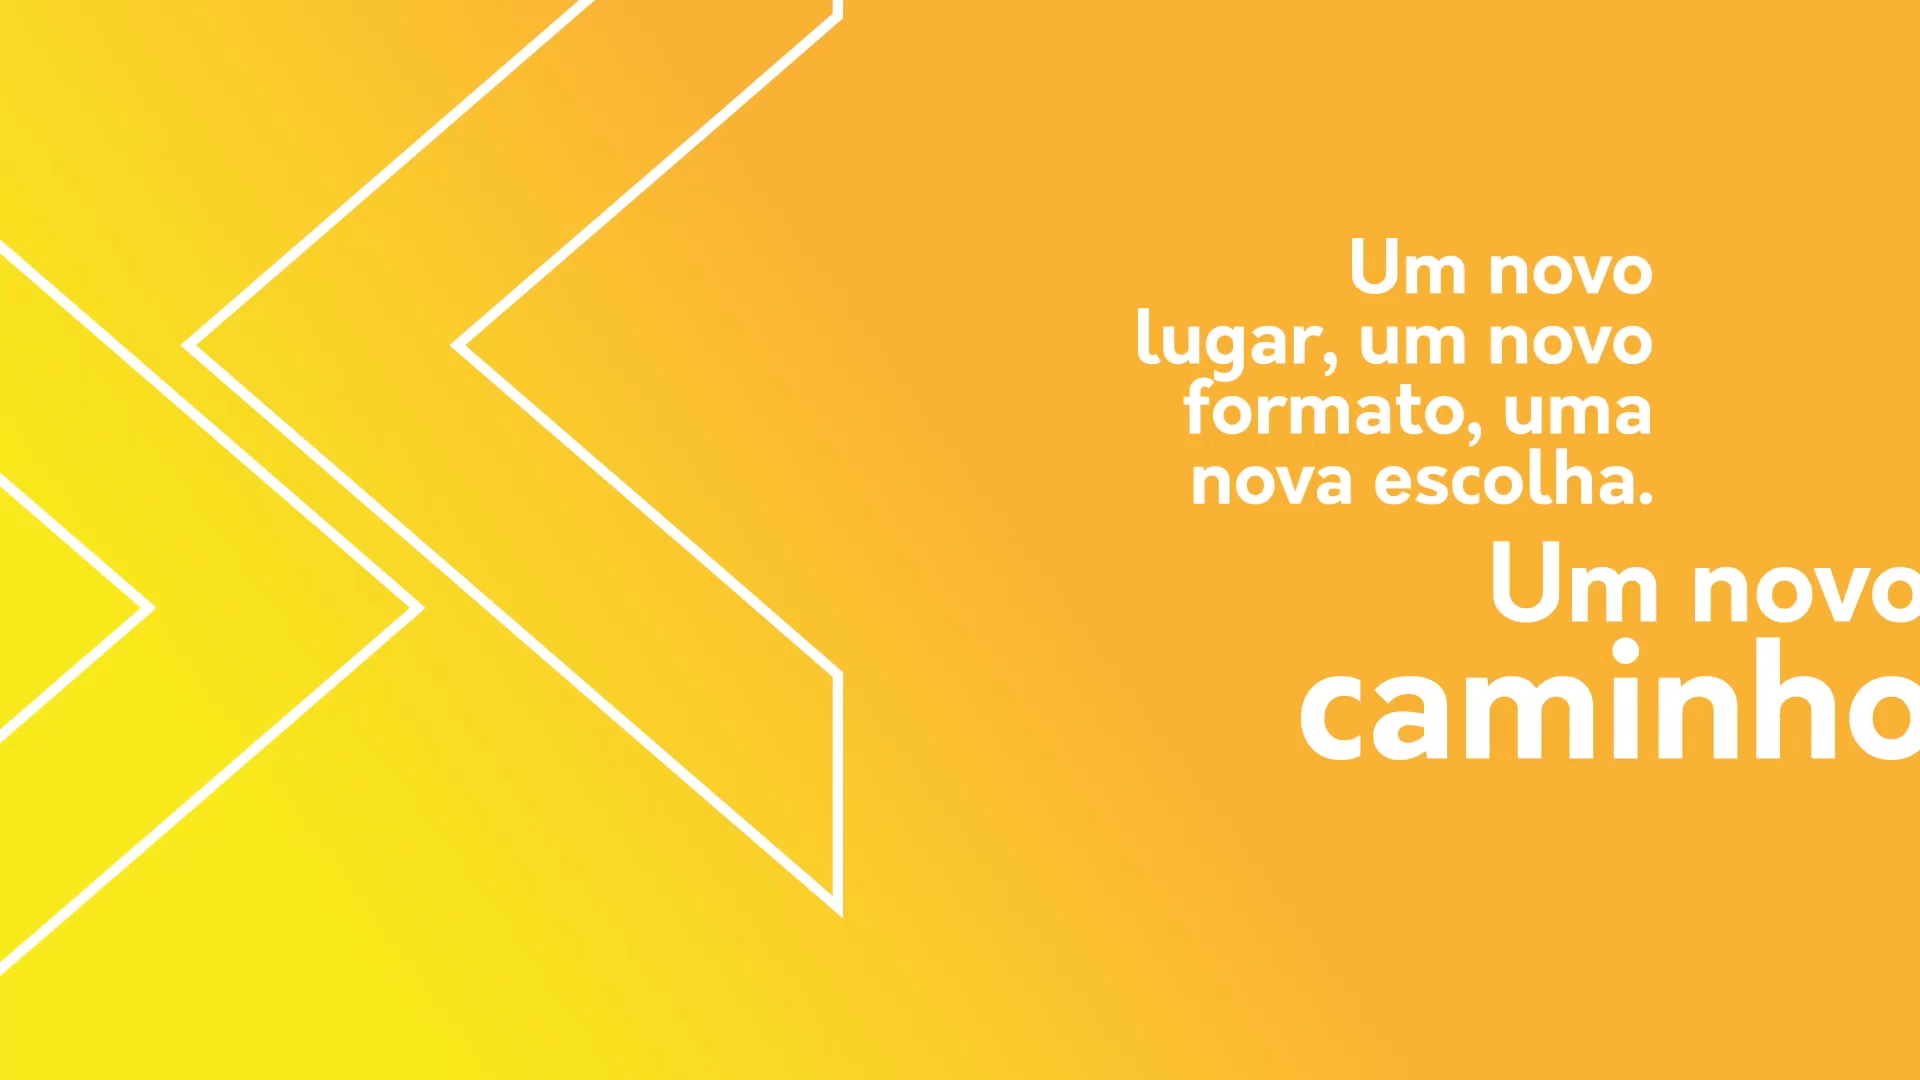 Um novo
lugar, um novo
formato, uma
nova escolha.
Um novo
caminho